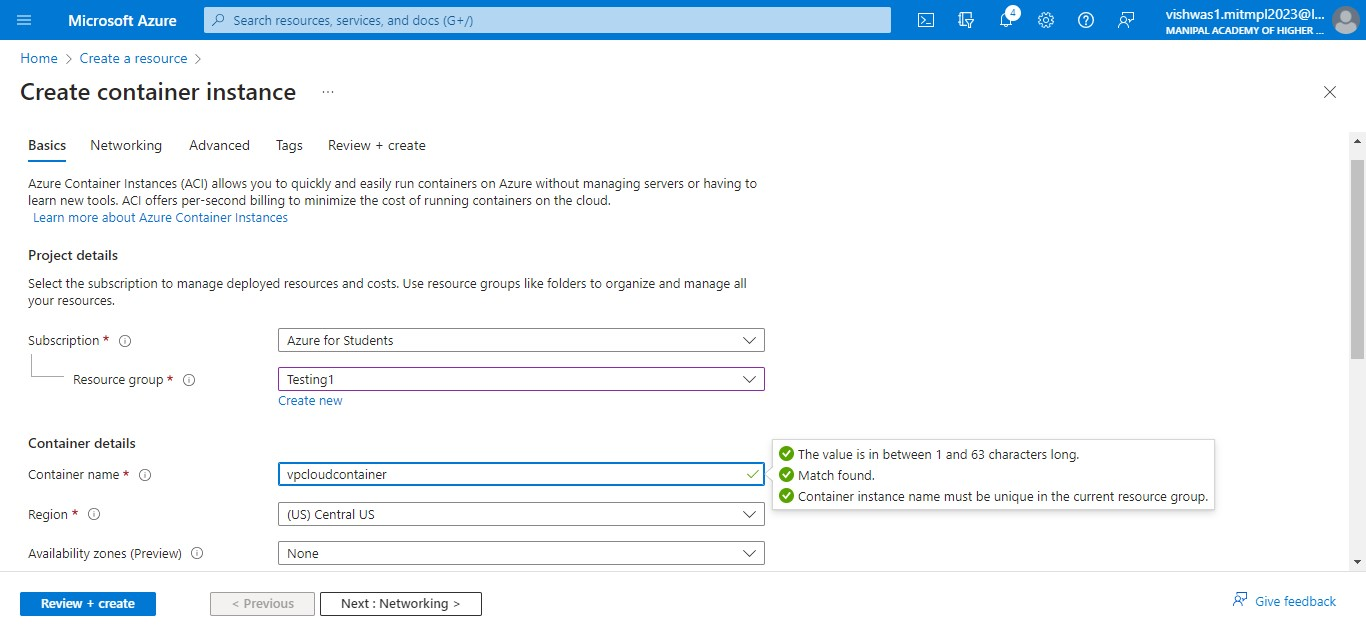 Microsoft Azure
Search resources, services, and docs (G+/)
4
vishwas1.mitmpl2023@l...
MANIPAL ACADEMY OF HIGHER ...
Home > Create a resource >
Create container instance ...
Basics Networking Advanced Tags Review + create
Azure Container Instances (ACI) allows you to quickly and easily run containers on Azure without managing servers or having to
learn new tools. ACI offers per-second billing to minimize the cost of running containers on the cloud.
Learn more about Azure Container Instances
Project details
Select the subscription to manage deployed resources and costs. Use resource groups like folders to organize and manage all
your resources.
Subscription * Azure for Students
Resource group * Testing1
Create new
Container details
Container name * vpcloudcontainer
The value is in between 1 and 63 characters long.
Match found.
Container instance name must be unique in the current resource group.
Region * (US) Central US
Availability zones (Preview) None
Review + create < Previous Next : Networking > Give feedback